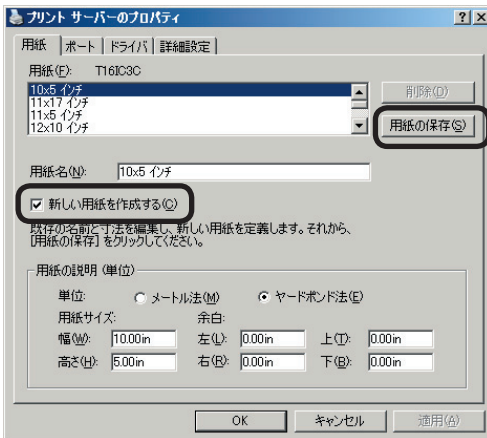 プリント サーバーのプロパティ
用紙 ポート ドライバ 詳細設定
用紙(F): T16IC3C
10x5 インチ
11x17 インチ
11x5 インチ
12x10 インチ
削除(D)
用紙の保存(S)
用紙名(N): 10x5 インチ
新しい用紙を作成する(C)
既存の名前と寸法を編集し、新しい用紙を定義します。それから、
[用紙の保存] をクリックしてください。
用紙の説明 (単位)
単位: メートル法(M) ヤードポンド法(E)
用紙サイズ: 余白:
幅(W): 10.00in 左(L): 0.00in 上(T): 0.00in
高さ(H): 5.00in 右(R): 0.00in 下(B): 0.00in
OK キャンセル 適用(A)